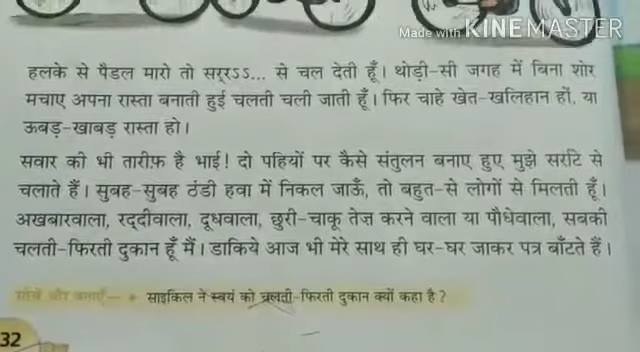 Made with KINEMASTER
हलके से पैडल मारो तो सर्रSS... से चल देती हूँ। थोड़ी-सी जगह में बिना शोर
मचाए अपना रास्ता बनाती हुई चलती चली जाती हूँ। फिर चाहे खेत-खलिहान हों, या
ऊबड़-खाबड़ रास्ता हो।
सवार की भी तारीफ़ है भाई! दो पहियों पर कैसे संतुलन बनाए हुए मुझे सर्राटे से
चलाते हैं। सुबह-सुबह ठंडी हवा में निकल जाऊँ, तो बहुत-से लोगों से मिलती हूँ।
अखबारवाला, रद्दीवाला, दूधवाला, छुरी-चाकू तेज़ करने वाला या पौधेवाला, सबकी
चलती-फिरती दुकान हूँ मैं। डाकिये आज भी मेरे साथ ही घर-घर जाकर पत्र बाँटते हैं।
सोचें और बताएँ— • साइकिल ने स्वयं को चलती-फिरती दुकान क्यों कहा है?
32